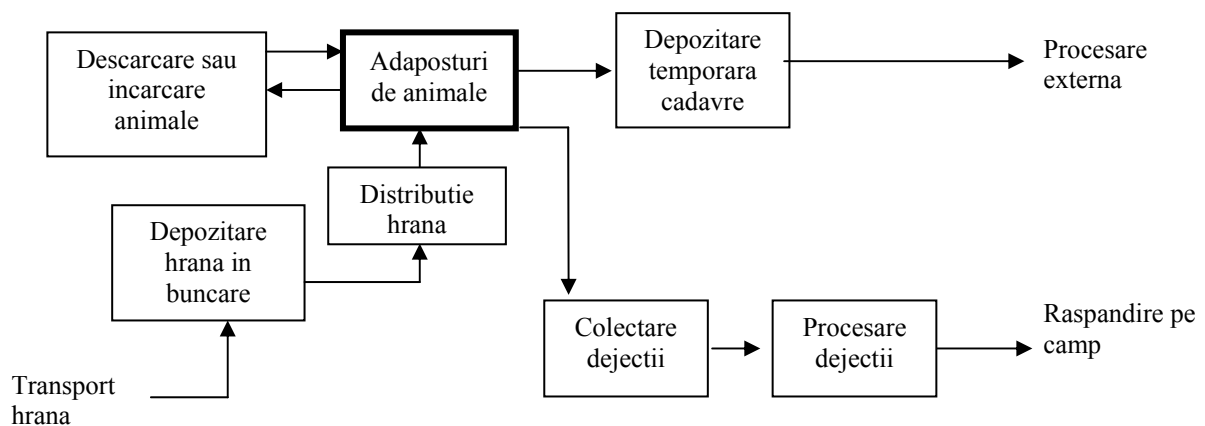 Descarcare sau
incarcare
animale
Adaposturi
de animale
Depozitare
temporara
cadavre
Procesare
externa
Distributie
hrana
Depozitare
hrana in
buncare
Colectare
dejectii
Procesare
dejectii
Raspandire pe
camp
Transport
hrana